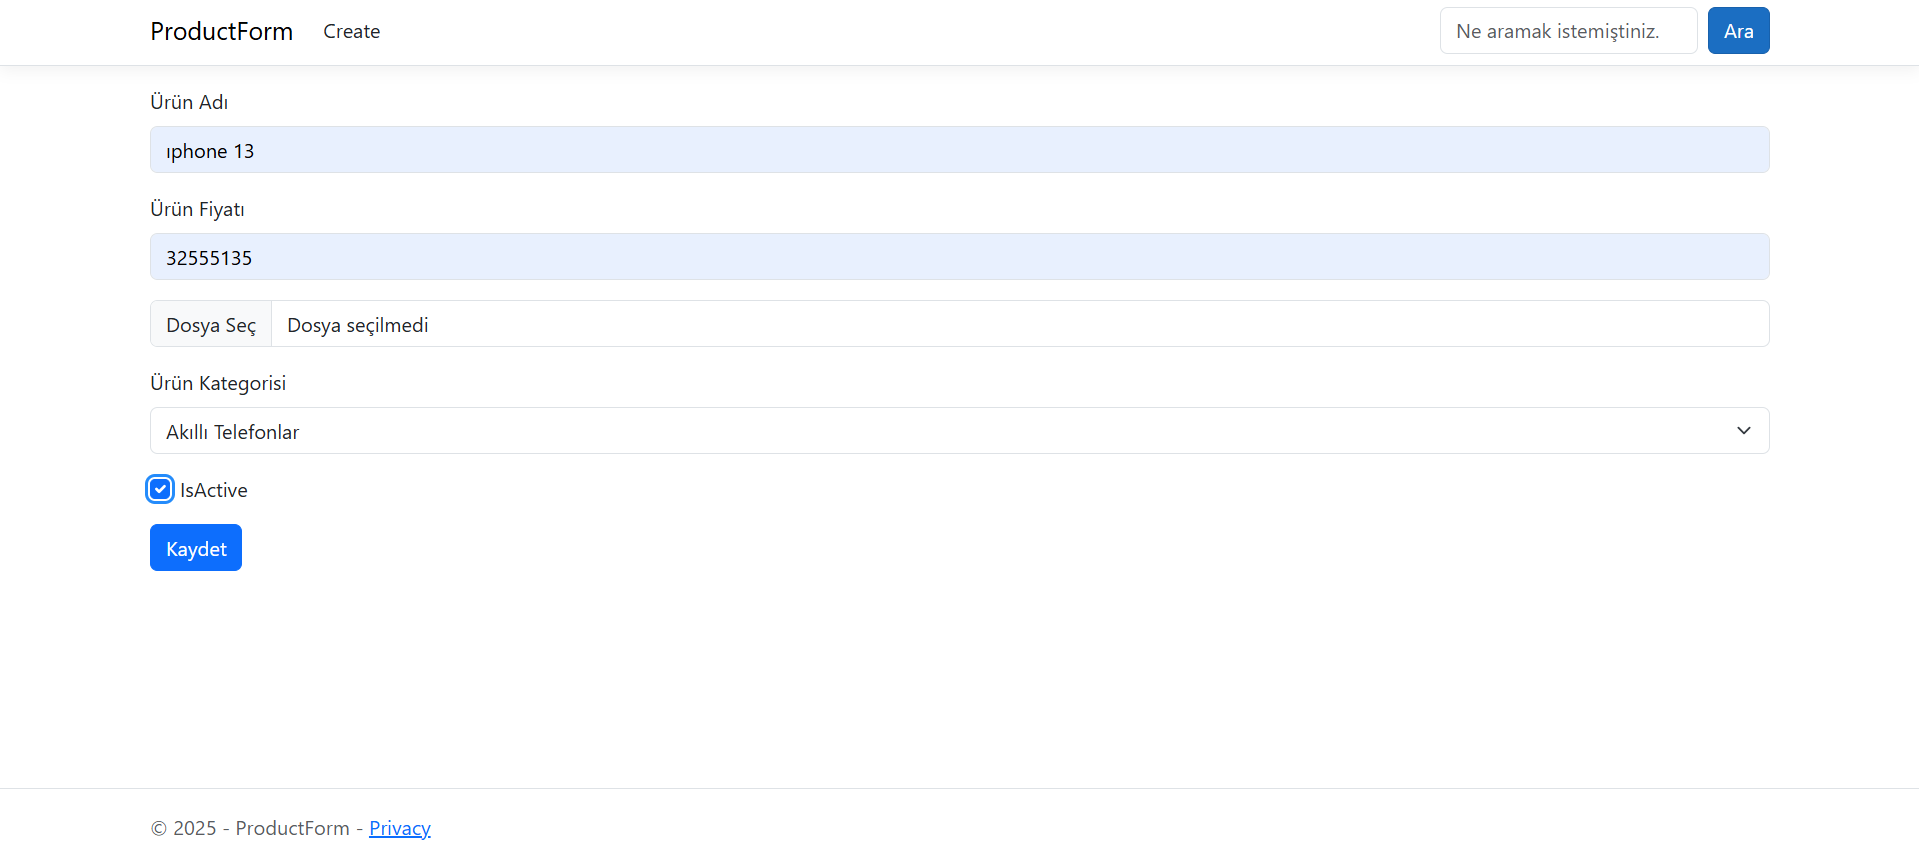 ProductForm Create Ne aramak istemiştiniz. Ara
Ürün Adı
ıphone 13
Ürün Fiyatı
32555135
Dosya Seç Dosya seçilmedi
Ürün Kategorisi
Akıllı Telefonlar
IsActive
Kaydet
© 2025 - ProductForm - Privacy